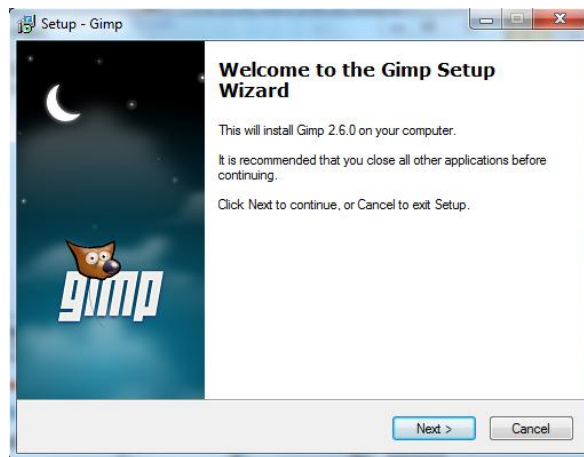 Setup - Gimp
Welcome to the Gimp Setup
Wizard
This will install Gimp 2.6.0 on your computer.
It is recommended that you close all other applications before
continuing.
Click Next to continue, or Cancel to exit Setup.
gimp
Next >
Cancel